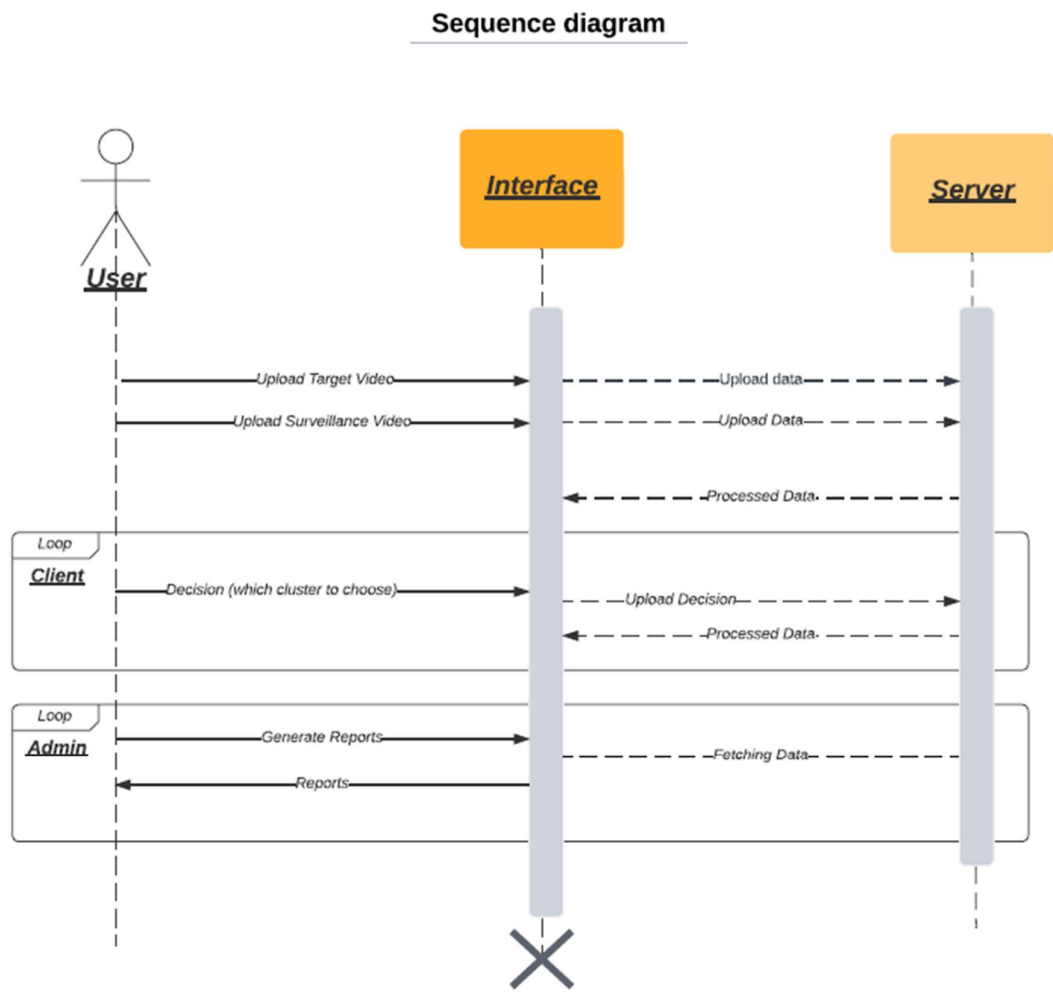 Sequence diagram
User
Interface
Server
Upload Target Video
Upload data
Upload Surveillance Video
Upload Data
Processed Data
Loop
Client
Decision (which cluster to choose)
Upload Decision
Processed Data
Loop
Admin
Generate Reports
Fetching Data
Reports